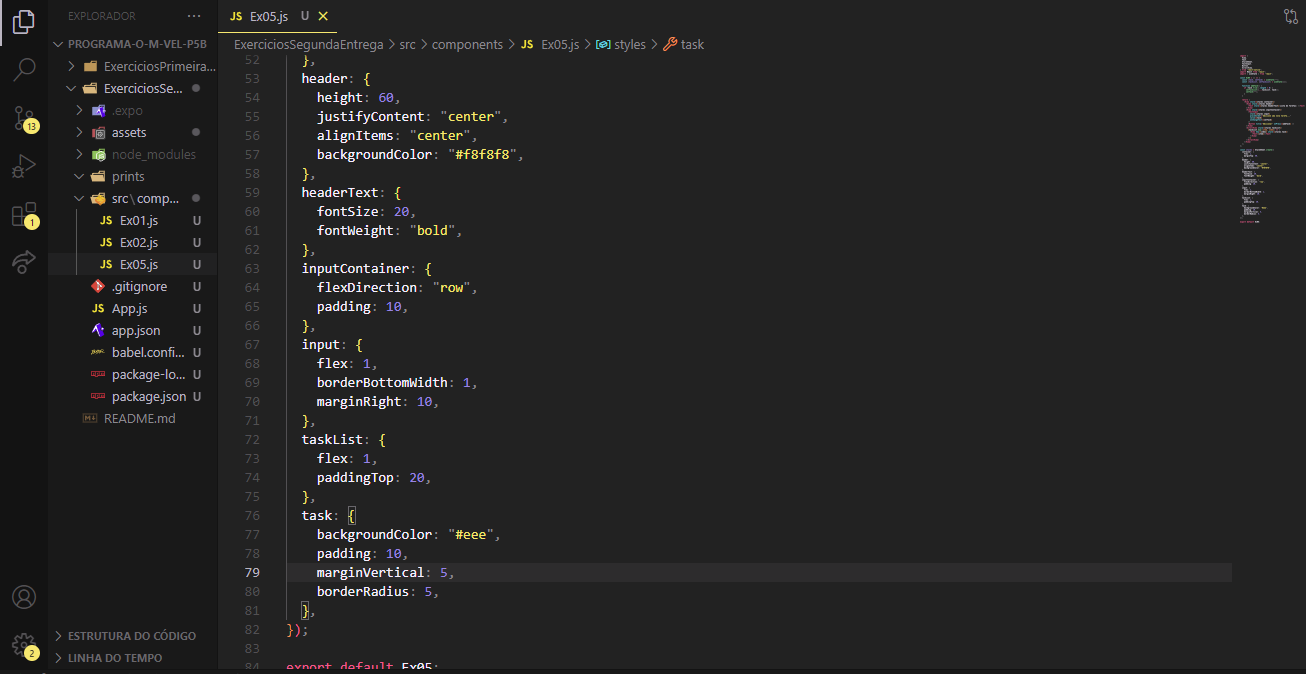 EXPLORADOR ···
PROGRAMA-O-M-VEL-P5B
ExerciciosPrimeira...
ExerciciosSe...
.expo
assets
node_modules
prints
src\comp...
JS Ex01.js U
JS Ex02.js U
JS Ex05.js U
.gitignore U
JS App.js U
app.json U
babel.confi... U
package-lo... U
package.json U
README.md
ESTRUTURA DO CÓDIGO
LINHA DO TEMPO
13
1
2
JS Ex05.js U
ExerciciosSegundaEntrega > src > components > JS Ex05.js > styles > task
52 },
53 header: {
54 height: 60,
55 justifyContent: "center",
56 alignItems: "center",
57 backgroundColor: "#f8f8f8",
58 },
59 headerText: {
60 fontSize: 20,
61 fontWeight: "bold",
62 },
63 inputContainer: {
64 flexDirection: "row",
65 padding: 10,
66 },
67 input: {
68 flex: 1,
69 borderBottomWidth: 1,
70 marginRight: 10,
71 },
72 taskList: {
73 flex: 1,
74 paddingTop: 20,
75 },
76 task: {
77 backgroundColor: "#eee",
78 padding: 10,
79 marginVertical: 5,
80 borderRadius: 5,
81 },
82 });
83
84 export default Ex05;